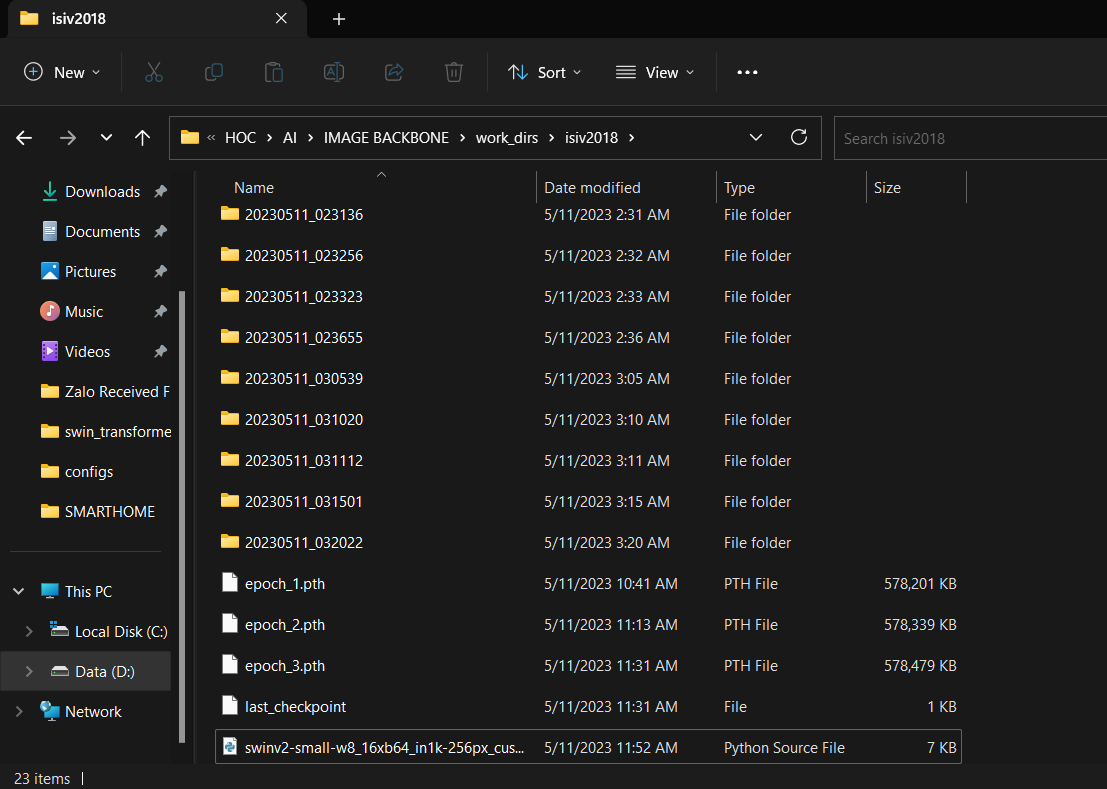 isiv2018
New
Sort
View
HOC AI IMAGE BACKBONE work_dirs isiv2018
Search isiv2018
Downloads
Documents
Pictures
Music
Videos
Zalo Received F
swin_transforme
configs
SMARTHOME
This PC
Local Disk (C:)
Data (D:)
Network
Name Date modified Type Size
20230511_023136 5/11/2023 2:31 AM File folder
20230511_023256 5/11/2023 2:32 AM File folder
20230511_023323 5/11/2023 2:33 AM File folder
20230511_023655 5/11/2023 2:36 AM File folder
20230511_030539 5/11/2023 3:05 AM File folder
20230511_031020 5/11/2023 3:10 AM File folder
20230511_031112 5/11/2023 3:11 AM File folder
20230511_031501 5/11/2023 3:15 AM File folder
20230511_032022 5/11/2023 3:20 AM File folder
epoch_1.pth 5/11/2023 10:41 AM PTH File 578,201 KB
epoch_2.pth 5/11/2023 11:13 AM PTH File 578,339 KB
epoch_3.pth 5/11/2023 11:31 AM PTH File 578,479 KB
last_checkpoint 5/11/2023 11:31 AM File 1 KB
swinv2-small-w8_16xb64_in1k-256px_cus... 5/11/2023 11:52 AM Python Source File 7 KB
23 items